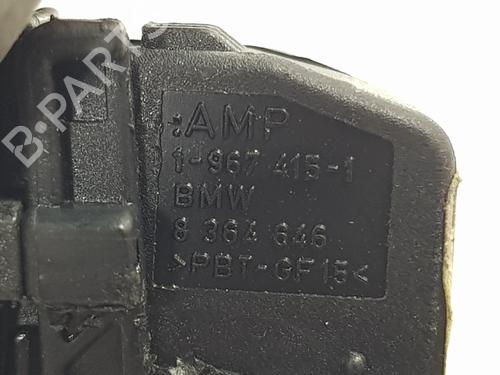 B-PARTS
:AMP
1-967 415-1
BMW
8 364 646
>PBT-GF15<